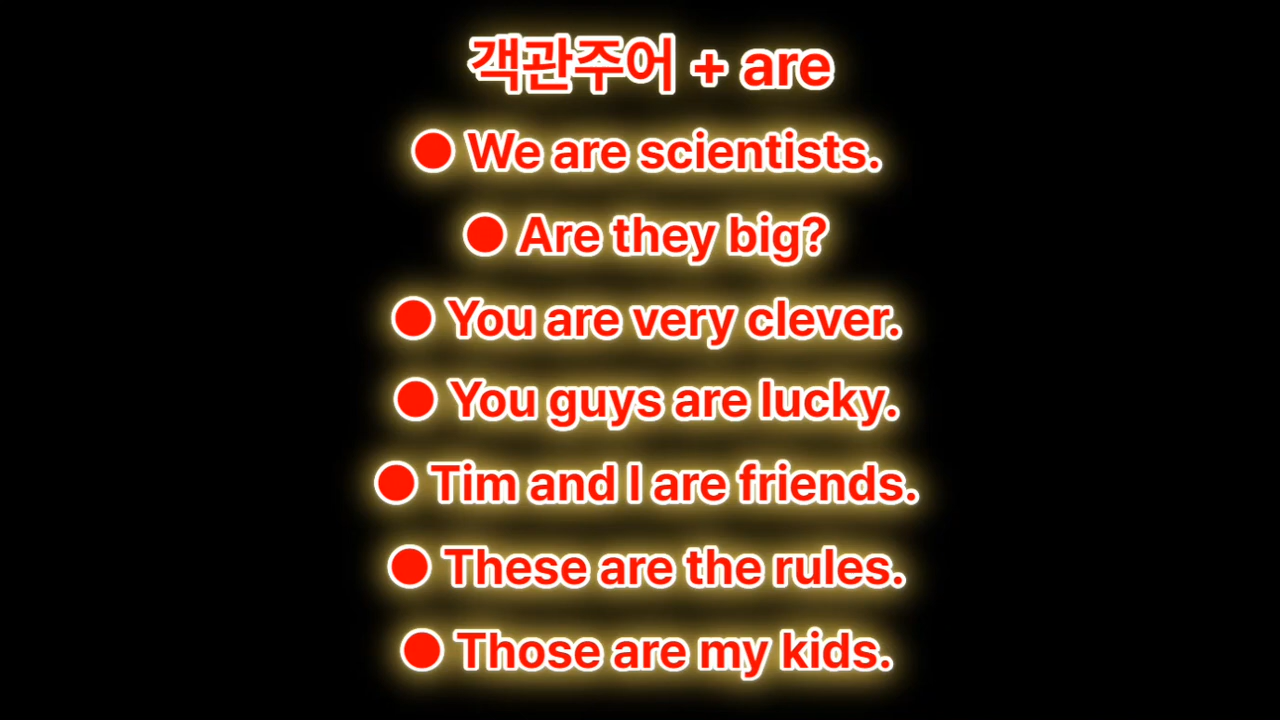 객관주어 + are
● We are scientists.
● Are they big?
● You are very clever.
● You guys are lucky.
● Tim and I are friends.
● These are the rules.
● Those are my kids.